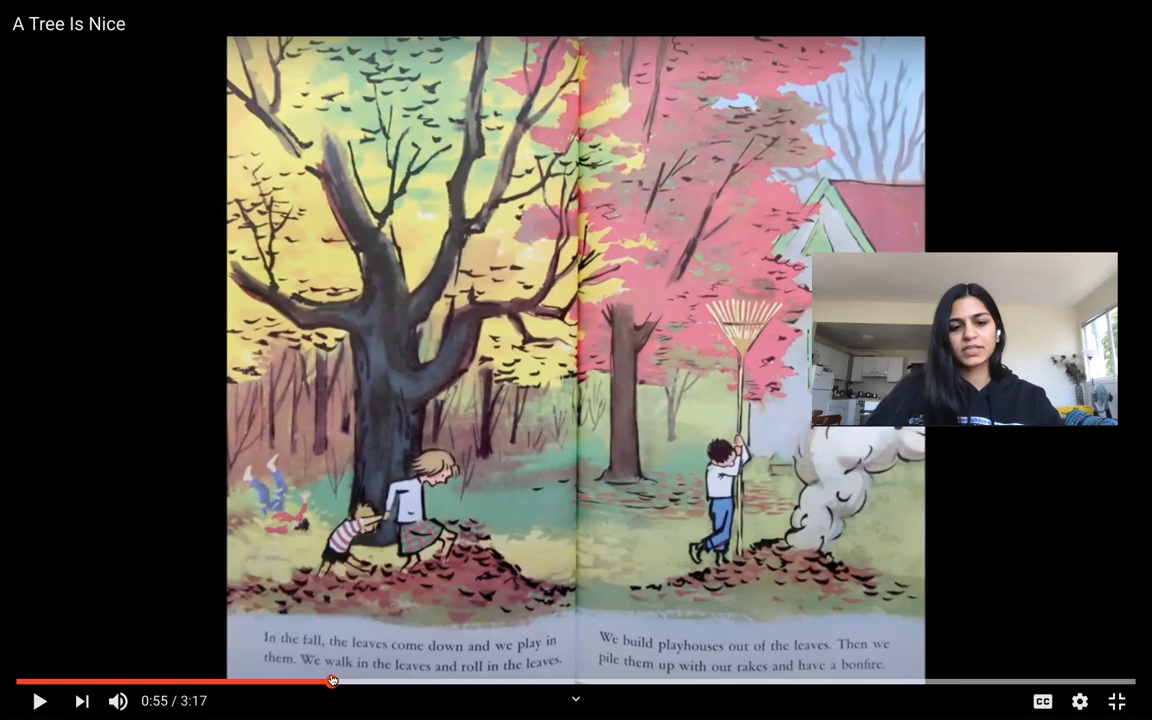 A Tree Is Nice
In the fall, the leaves come down and we play in
them. We walk in the leaves and roll in the leaves.
We build playhouses out of the leaves. Then we
pile them up with our rakes and have a bonfire.
0:55 / 3:17
CC